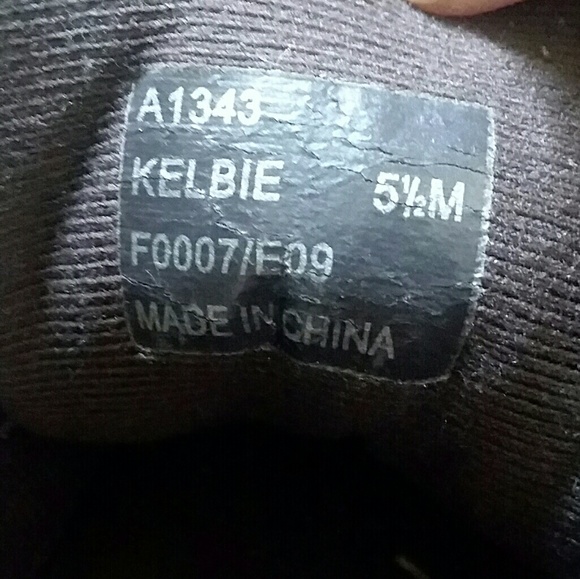 A1343
KELBIE 5½M
F0007/E09
MADE IN CHINA